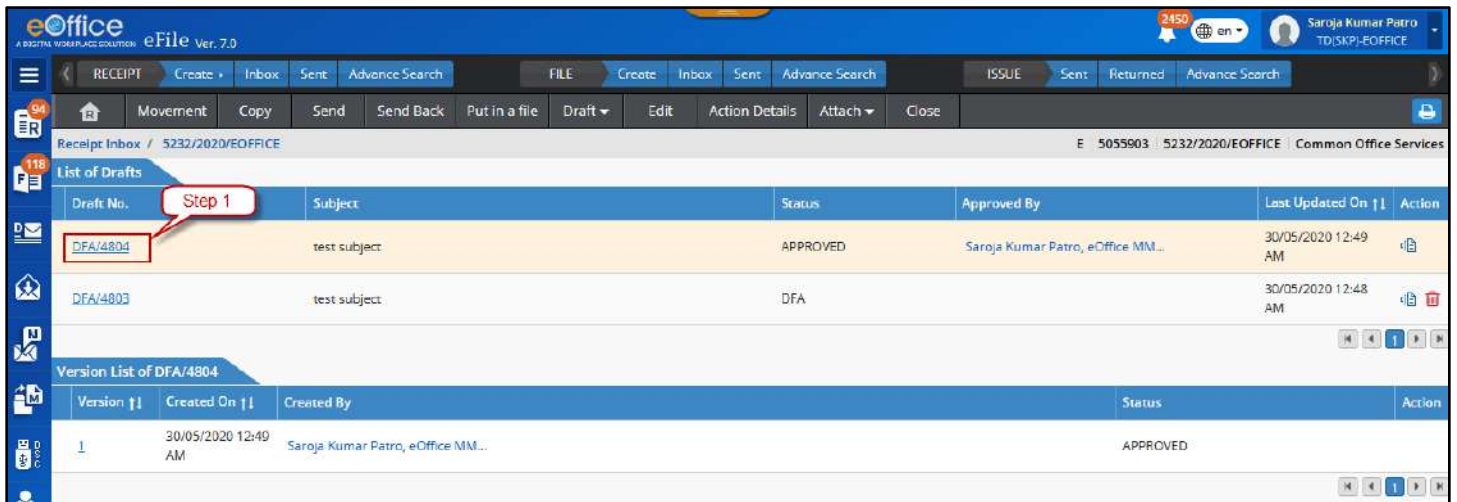 eOffice
A DIGITAL WORKPLACE SOLUTION eFile Ver. 7.0
2450
en
Saroja Kumar Patro
TD(SKP)-EOFFICE
RECEIPT Create Inbox Sent Advance Search FILE Create Inbox Sent Advance Search ISSUE Sent Returned Advance Search
94
R
Movement Copy Send Send Back Put in a file Draft Edit Action Details Attach Close
Receipt Inbox / 5232/2020/EOFFICE E 5055903 5232/2020/EOFFICE Common Office Services
118
F
List of Drafts
Draft No. Subject Status Approved By Last Updated On Action
Step 1
DFA/4804 test subject APPROVED Saroja Kumar Patro, eOffice MM... 30/05/2020 12:49
AM
DFA/4803 test subject DFA 30/05/2020 12:48
AM
1
Version List of DFA/4804
Version Created On Created By Status Action
1 30/05/2020 12:49 Saroja Kumar Patro, eOffice MM... APPROVED
AM
1
D
N
M
DSC